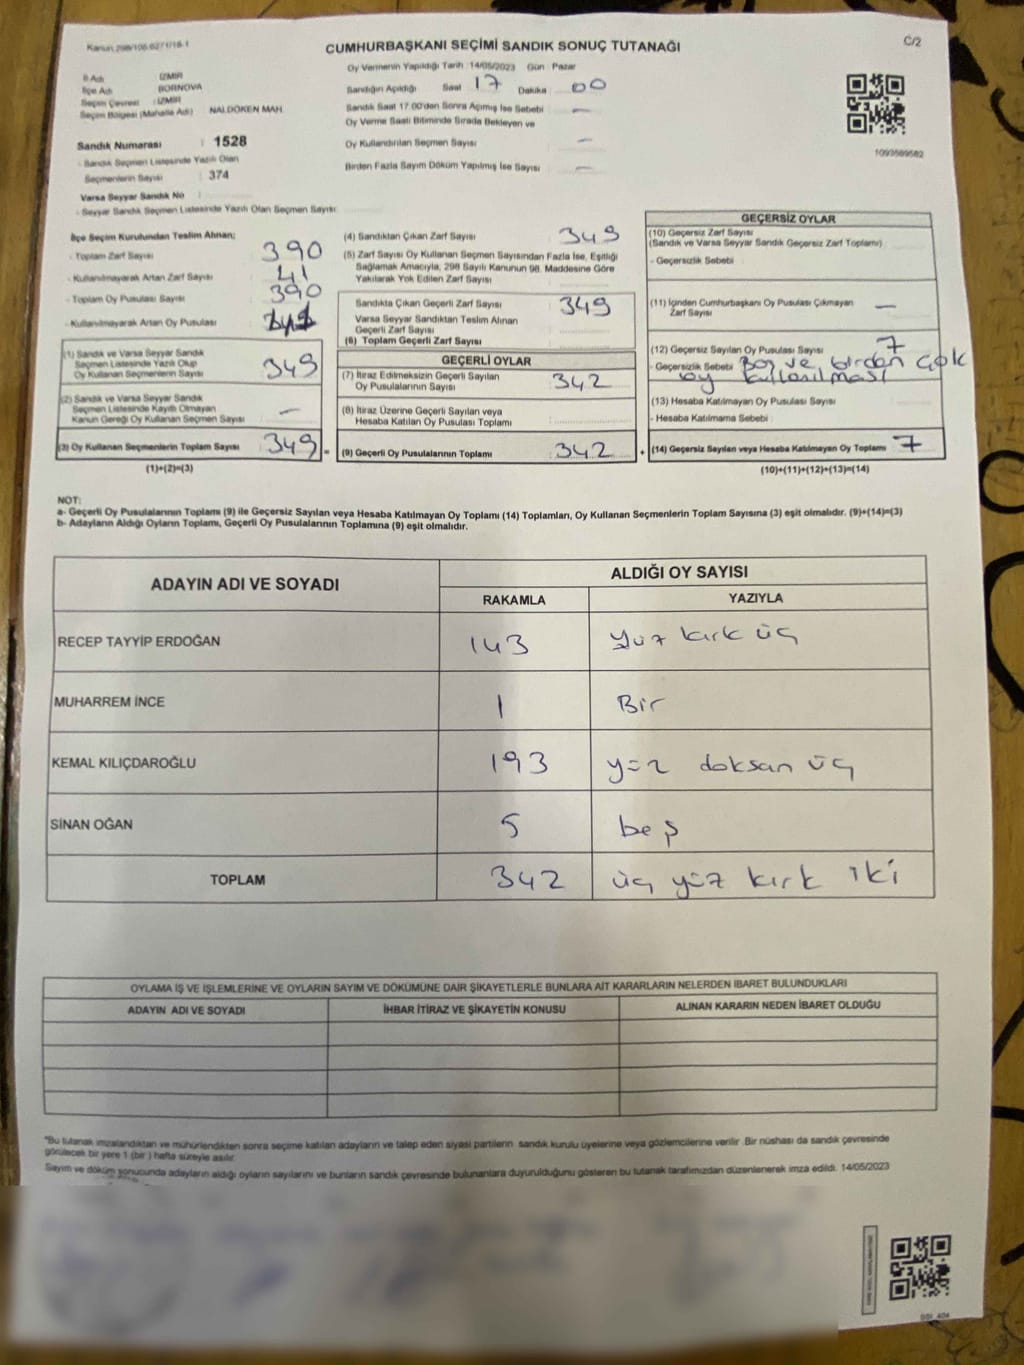 CUMHURBAŞKANI SEÇİMİ SANDIK SONUÇ TUTANAĞI
C/2
İl Adı İZMİR
İlçe Adı BORNOVA
Seçim Çevresi : İZMİR
Seçim Bölgesi (Mahalle Adı) NALDÖKEN MAH.
Sandık Numarası : 1528
- Sandık Seçmen Listesinde Yazılı Olan
Seçmenlerin Sayısı : 374
Varsa Seyyar Sandık No :
- Seyyar Sandık Seçmen Listesinde Yazılı Olan Seçmen Sayısı:
Oy Vermenin Yapıldığı Tarih :14/05/2023 Gün : Pazar
Sandığın Açıldığı Saat 17 Dakika 00
Sandık Saat 17:00'den Sonra Açmış İse Sebebi : —
Oy Verme Saati Bitiminde Sırada Bekleyen ve
Oy Kullandırılan Seçmen Sayısı : —
Birden Fazla Sayım Döküm Yapılmış İse Sayısı : —
1093589582
İlçe Seçim Kurulundan Teslim Alınan;
- Toplam Zarf Sayısı : 390
- Kullanılmayarak Artan Zarf Sayısı : 41
- Toplam Oy Pusulası Sayısı : 390
- Kullanılmayarak Artan Oy Pusulası :
(1) Sandık ve Varsa Seyyar Sandık
Seçmen Listesinde Yazılı Olup
Oy Kullanan Seçmenlerin Sayısı : 349
(2) Sandık ve Varsa Seyyar Sandık
Seçmen Listesinde Kayıtlı Olmayan
Kanun Gereği Oy Kullanan Seçmen Sayısı : —
(3) Oy Kullanan Seçmenlerin Toplam Sayısı : 349 =
(1)+(2)=(3)
(4) Sandıktan Çıkan Zarf Sayısı : 349
(5) Zarf Sayısı Oy Kullanan Seçmen Sayısından Fazla İse, Eşitliği
Sağlamak Amacıyla, 298 Sayılı Kanunun 98. Maddesine Göre
Yakılarak Yok Edilen Zarf Sayısı :
Sandıkta Çıkan Geçerli Zarf Sayısı : 349
Varsa Seyyar Sandıktan Teslim Alınan
Geçerli Zarf Sayısı
(6) Toplam Geçerli Zarf Sayısı :
GEÇERLİ OYLAR
(7) İtiraz Edilmeksizin Geçerli Sayılan
Oy Pusulalarının Sayısı : 342
(8) İtiraz Üzerine Geçerli Sayılan veya
Hesaba Katılan Oy Pusulası Toplamı :
(9) Geçerli Oy Pusulalarının Toplamı : 342 +
GEÇERSİZ OYLAR
(10) Geçersiz Zarf Sayısı
(Sandık ve Varsa Seyyar Sandık Geçersiz Zarf Toplamı)
- Geçersizlik Sebebi
(11) İçinden Cumhurbaşkanı Oy Pusulası Çıkmayan
Zarf Sayısı : —
(12) Geçersiz Sayılan Oy Pusulası Sayısı : 7
- Geçersizlik Sebebi Boş ve birden çok
oy kullanılması
(13) Hesaba Katılmayan Oy Pusulası Sayısı :
- Hesaba Katılmama Sebebi :
(14) Geçersiz Sayılan veya Hesaba Katılmayan Oy Toplamı : 7
(10)+(11)+(12)+(13)=(14)
NOT:
a- Geçerli Oy Pusulalarının Toplamı (9) ile Geçersiz Sayılan veya Hesaba Katılmayan Oy Toplamı (14) Toplamları, Oy Kullanan Seçmenlerin Toplam Sayısına (3) eşit olmalıdır. (9)+(14)=(3)
b- Adayların Aldığı Oyların Toplamı, Geçerli Oy Pusulalarının Toplamına (9) eşit olmalıdır.
ADAYIN ADI VE SOYADI
ALDIĞI OY SAYISI
RAKAMLA YAZIYLA
RECEP TAYYİP ERDOĞAN 143 Yüz kırk üç
MUHARREM İNCE 1 Bir
KEMAL KILIÇDAROĞLU 193 yüz doksan üç
SİNAN OĞAN 5 beş
TOPLAM 342 üç yüz kırk iki
OYLAMA İŞ VE İŞLEMLERİNE VE OYLARIN SAYIM VE DÖKÜMÜNE DAİR ŞİKAYETLERLE BUNLARA AİT KARARLARIN NELERDEN İBARET BULUNDUKLARI
ADAYIN ADI VE SOYADI İHBAR İTİRAZ VE ŞİKAYETİN KONUSU ALINAN KARARIN NEDEN İBARET OLDUĞU
*Bu tutanak imzalandıktan ve mühürlendikten sonra seçime katılan adayların ve talep eden siyasi partilerin sandık kurulu üyelerine veya gözlemcilerine verilir .Bir nüshası da sandık çevresinde
görülecek bir yere 1 (bir ) hafta süreyle asılır.
Sayım ve döküm sonucunda adayların aldığı oyların sayılarını ve bunların sandık çevresinde bulunanlara duyurulduğunu gösteren bu tutanak tarafımızdan düzenlenerek imza edildi. 14/05/2023